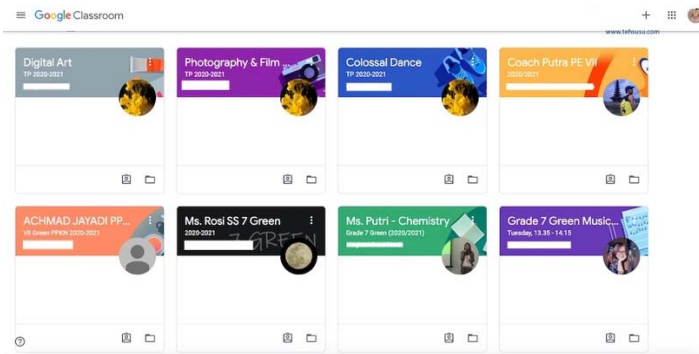 Google Classroom
www.tehsusu.com
Digital Art
TP 2020-2021
Photography & Film ...
TP 2020-2021
Colossal Dance
TP 2020-2021
Coach Putra PE VII
2020/2021
ACHMAD JAYADI PP...
VII Green PPKN 2020-2021
Ms. Rosi SS 7 Green
2020-2021
7 GREEN
Ms. Putri - Chemistry
Grade 7 Green (2020/2021)
Grade 7 Green Music...
Tuesday, 13.35 - 14.15